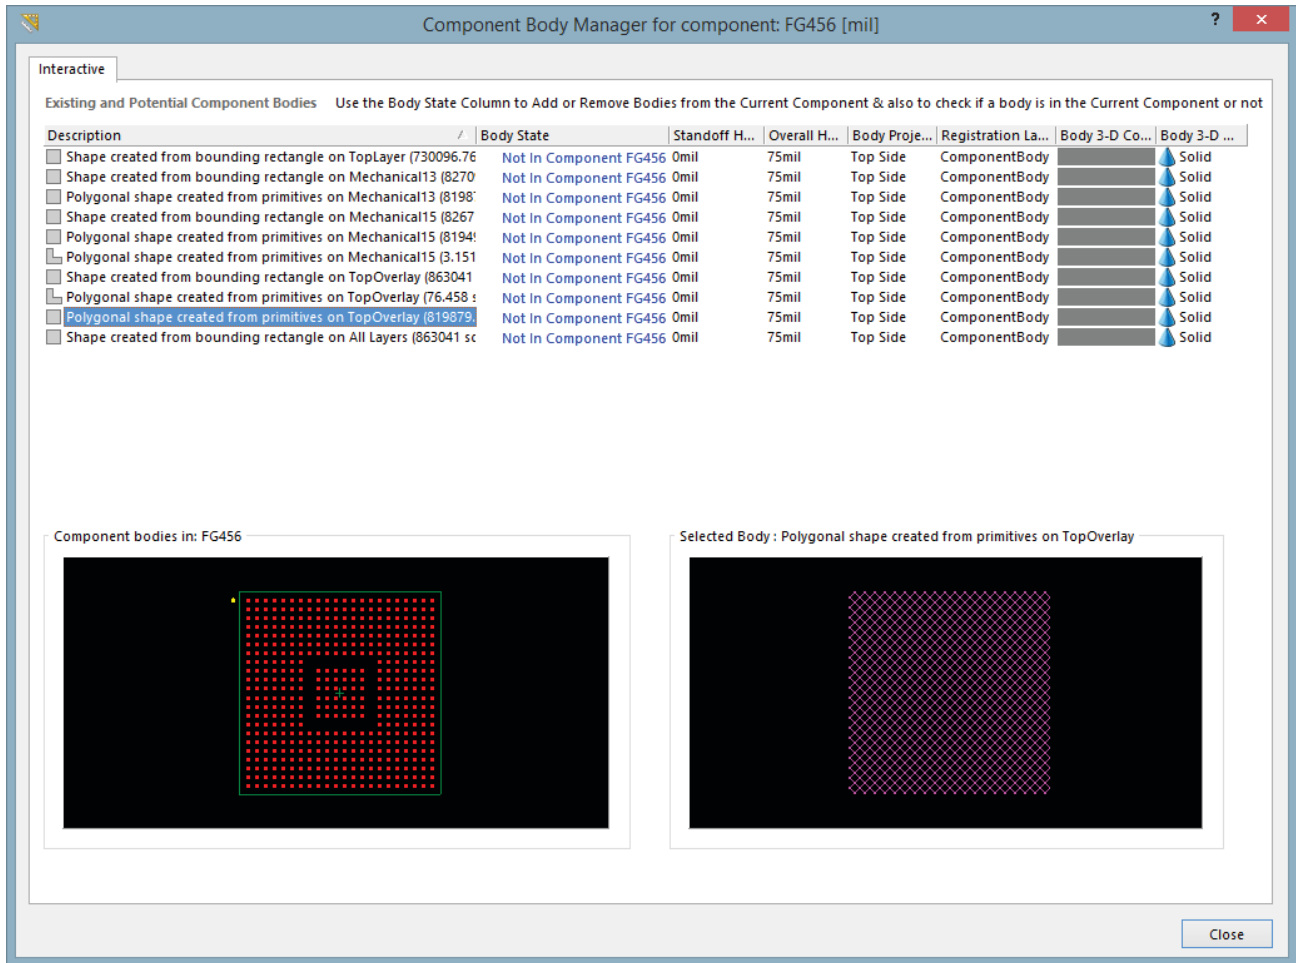 Component Body Manager for component: FG456 [mil]
?
Interactive
Existing and Potential Component Bodies Use the Body State Column to Add or Remove Bodies from the Current Component & also to check if a body is in the Current Component or not
Description Body State Standoff H... Overall H... Body Proje... Registration La... Body 3-D Co... Body 3-D ...
Shape created from bounding rectangle on TopLayer (730096.76 Not In Component FG456 0mil 75mil Top Side ComponentBody Solid
Shape created from bounding rectangle on Mechanical13 (8270 Not In Component FG456 0mil 75mil Top Side ComponentBody Solid
Polygonal shape created from primitives on Mechanical13 (8198 Not In Component FG456 0mil 75mil Top Side ComponentBody Solid
Shape created from bounding rectangle on Mechanical15 (8267 Not In Component FG456 0mil 75mil Top Side ComponentBody Solid
Polygonal shape created from primitives on Mechanical15 (8194 Not In Component FG456 0mil 75mil Top Side ComponentBody Solid
Polygonal shape created from primitives on Mechanical15 (3.151 Not In Component FG456 0mil 75mil Top Side ComponentBody Solid
Shape created from bounding rectangle on TopOverlay (863041 Not In Component FG456 0mil 75mil Top Side ComponentBody Solid
Polygonal shape created from primitives on TopOverlay (76.458 s Not In Component FG456 0mil 75mil Top Side ComponentBody Solid
Polygonal shape created from primitives on TopOverlay (819879. Not In Component FG456 0mil 75mil Top Side ComponentBody Solid
Shape created from bounding rectangle on All Layers (863041 sc Not In Component FG456 0mil 75mil Top Side ComponentBody Solid
Component bodies in: FG456
Selected Body : Polygonal shape created from primitives on TopOverlay
Close